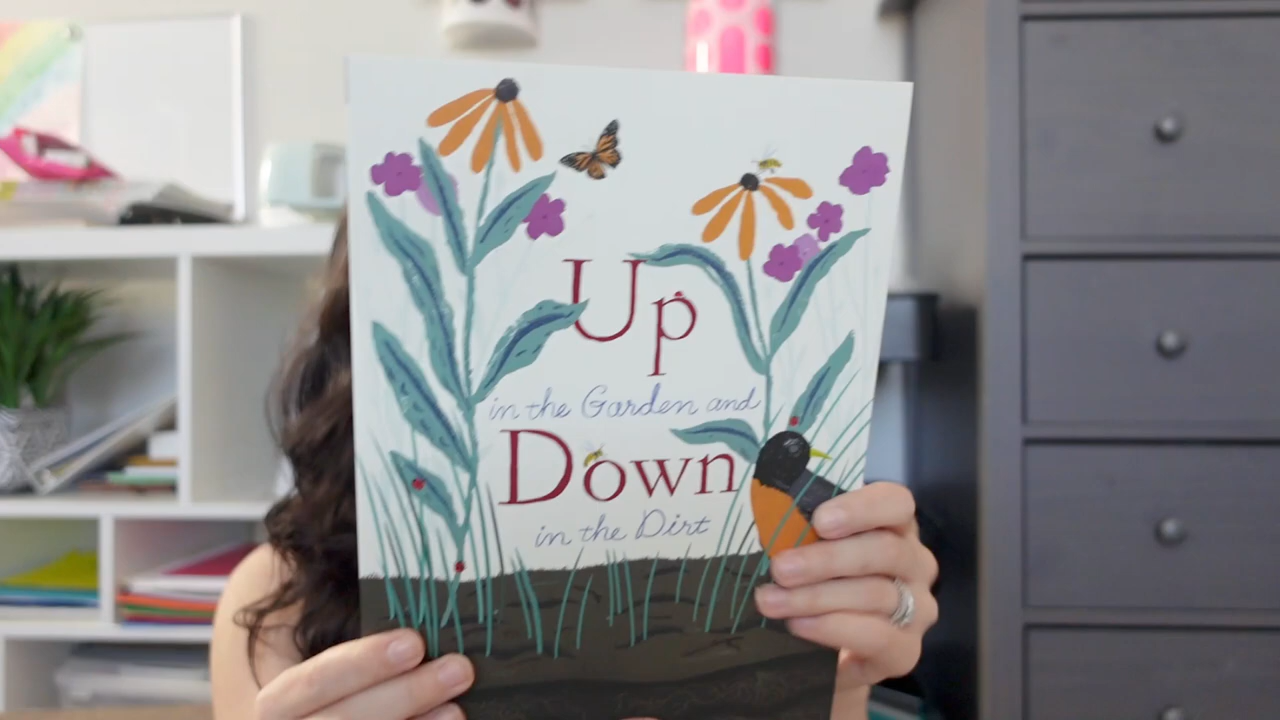 Up
in the Garden and
Down
in the Dirt